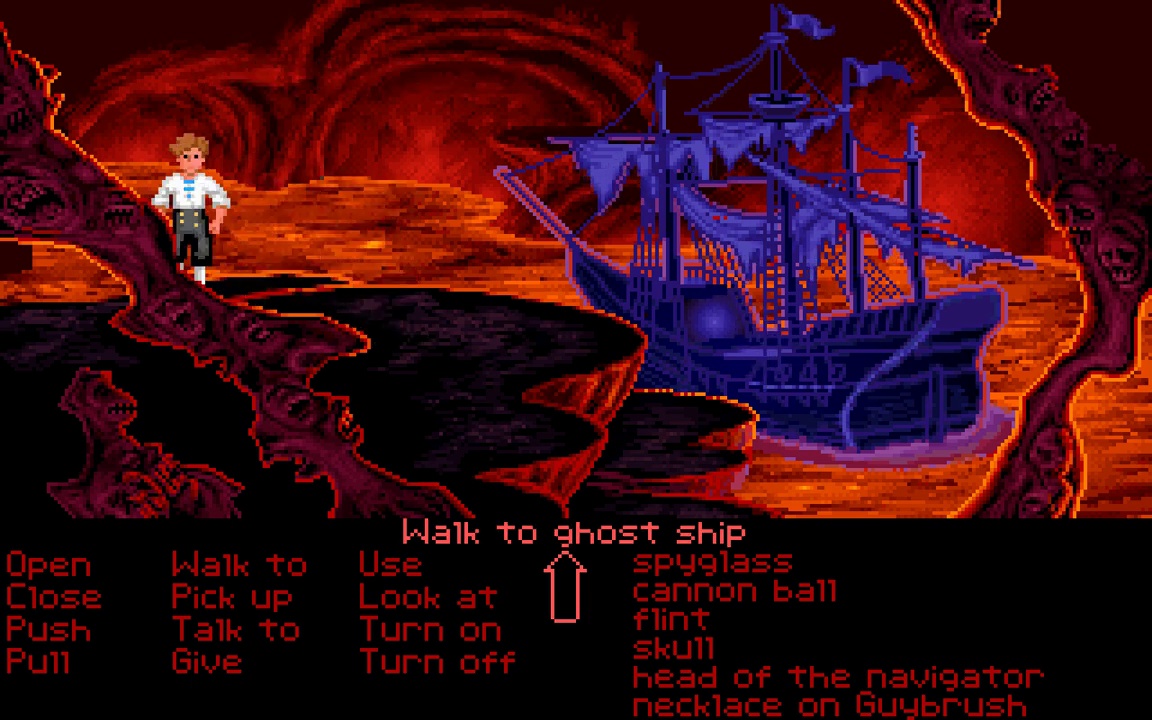 Walk to ghost ship
Open Walk to Use
Close Pick up Look at
Push Talk to Turn on
Pull Give Turn off
spyglass
cannon ball
flint
skull
head of the navigator
necklace on Guybrush